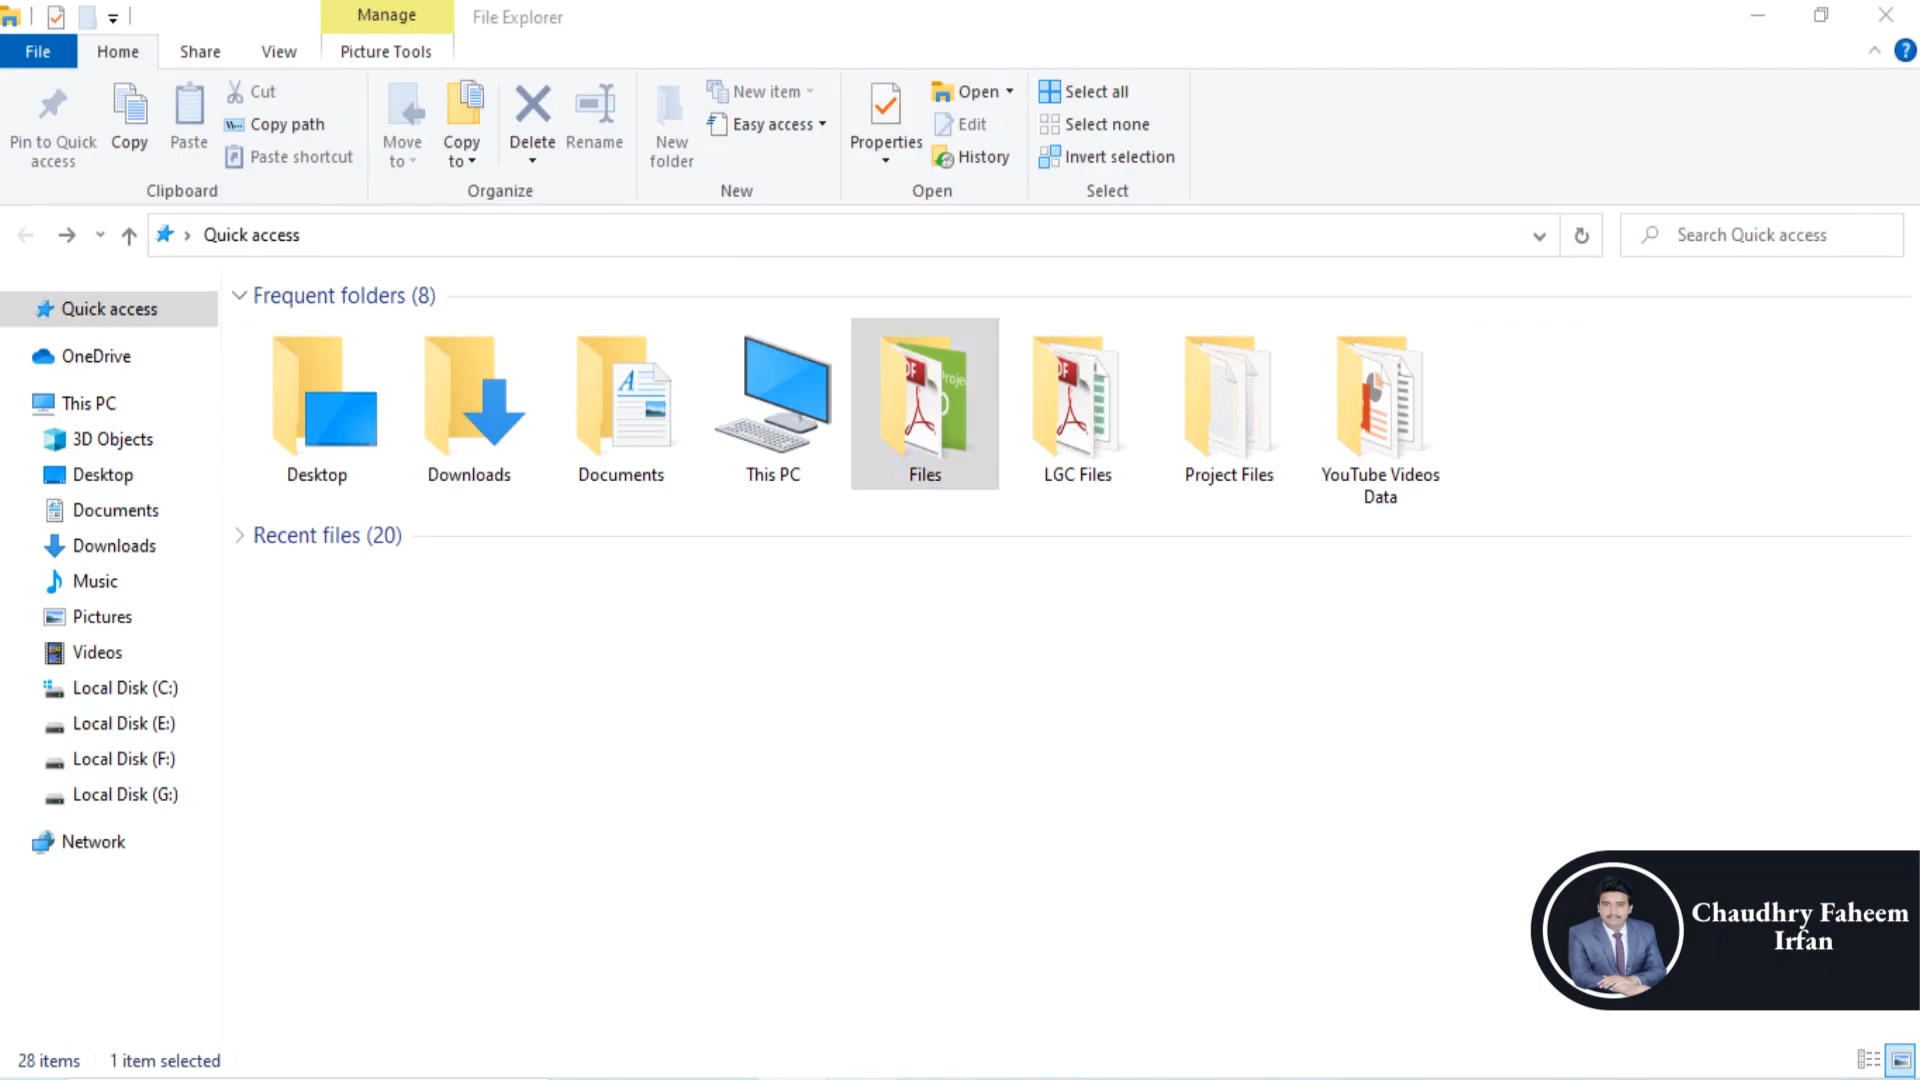 Manage
File Explorer
File
Home
Share
View
Picture Tools
Pin to Quick
access
Copy
Paste
Cut
Copy path
Paste shortcut
Clipboard
Move
to
Copy
to
Delete
Rename
Organize
New
folder
New item
Easy access
New
Properties
Open
Edit
History
Open
Select all
Select none
Invert selection
Select
Quick access
Search Quick access
Quick access
OneDrive
This PC
3D Objects
Desktop
Documents
Downloads
Music
Pictures
Videos
Local Disk (C:)
Local Disk (E:)
Local Disk (F:)
Local Disk (G:)
Network
Frequent folders (8)
Desktop
Downloads
Documents
This PC
Files
LGC Files
Project Files
YouTube Videos
Data
Recent files (20)
Chaudhry Faheem
Irfan
28 items
1 item selected